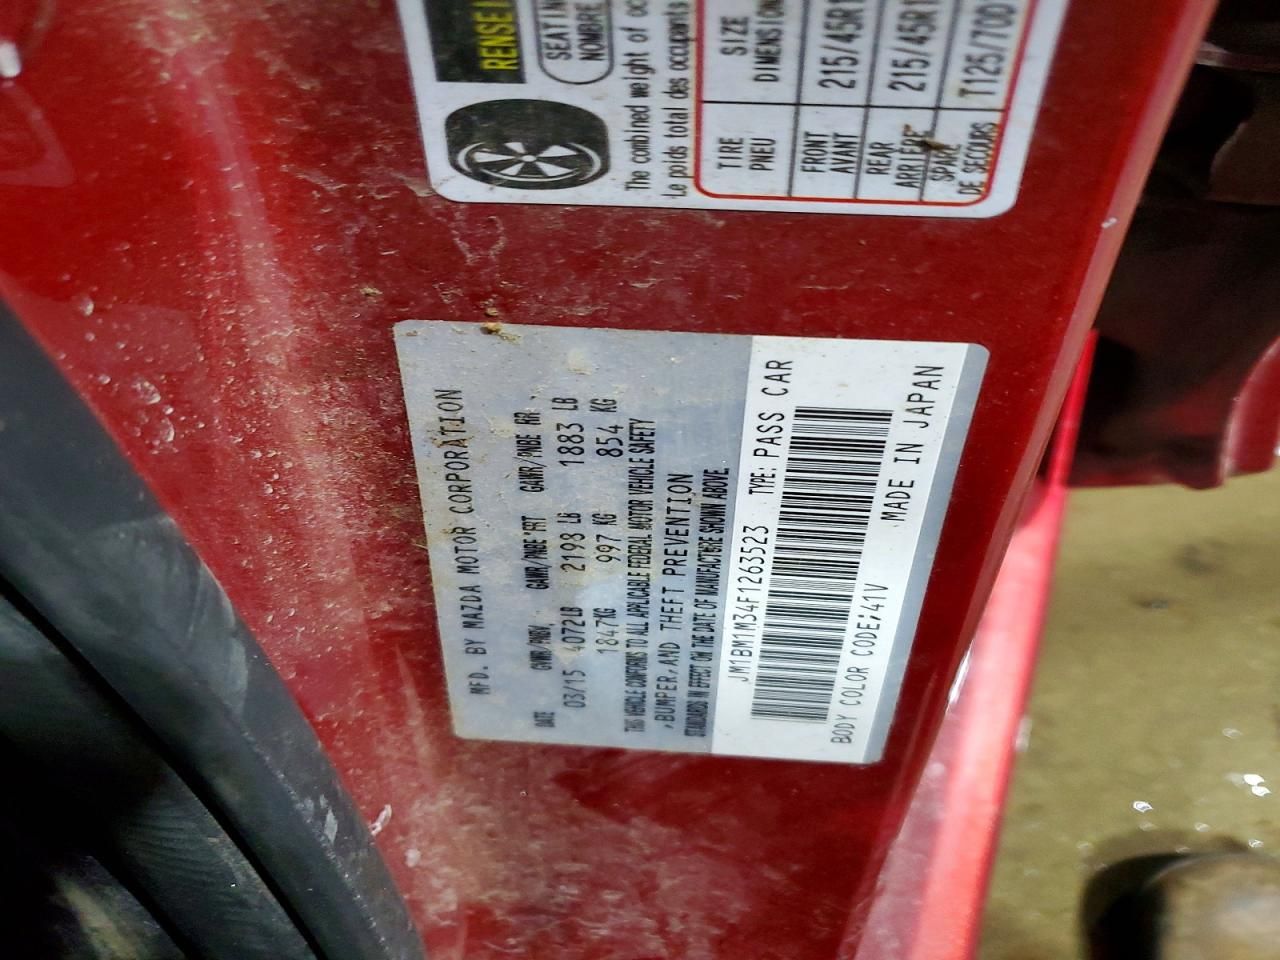 RENSEI
SEATIN
NOMBRE
The combined weight of oc
Le poids total des occupants
TIRE
PNEU
SIZE
DIMENSION
FRONT
AVANT
215/45R1
REAR
ARRIERE
215/45R1
SPARE
DE SECOURS
T125/70D1
MFD. BY MAZDA MOTOR CORPORATION
DATE GVWR/PNBV, GAWR/PNBE FRT GAWR/PNBE RR
03/15 4072LB 2198 LB 1883 LB
1847KG 997 KG 854 KG
THIS VEHICLE CONFORMS TO ALL APPLICABLE FEDERAL MOTOR VEHICLE SAFETY
,BUMPER,AND THEFT PREVENTION
STANDARDS IN EFFECT ON THE DATE OF MANUFACTURE SHOWN ABOVE.
JM1BM1M34F1263523 TYPE: PASS CAR
BODY COLOR CODE:41V MADE IN JAPAN